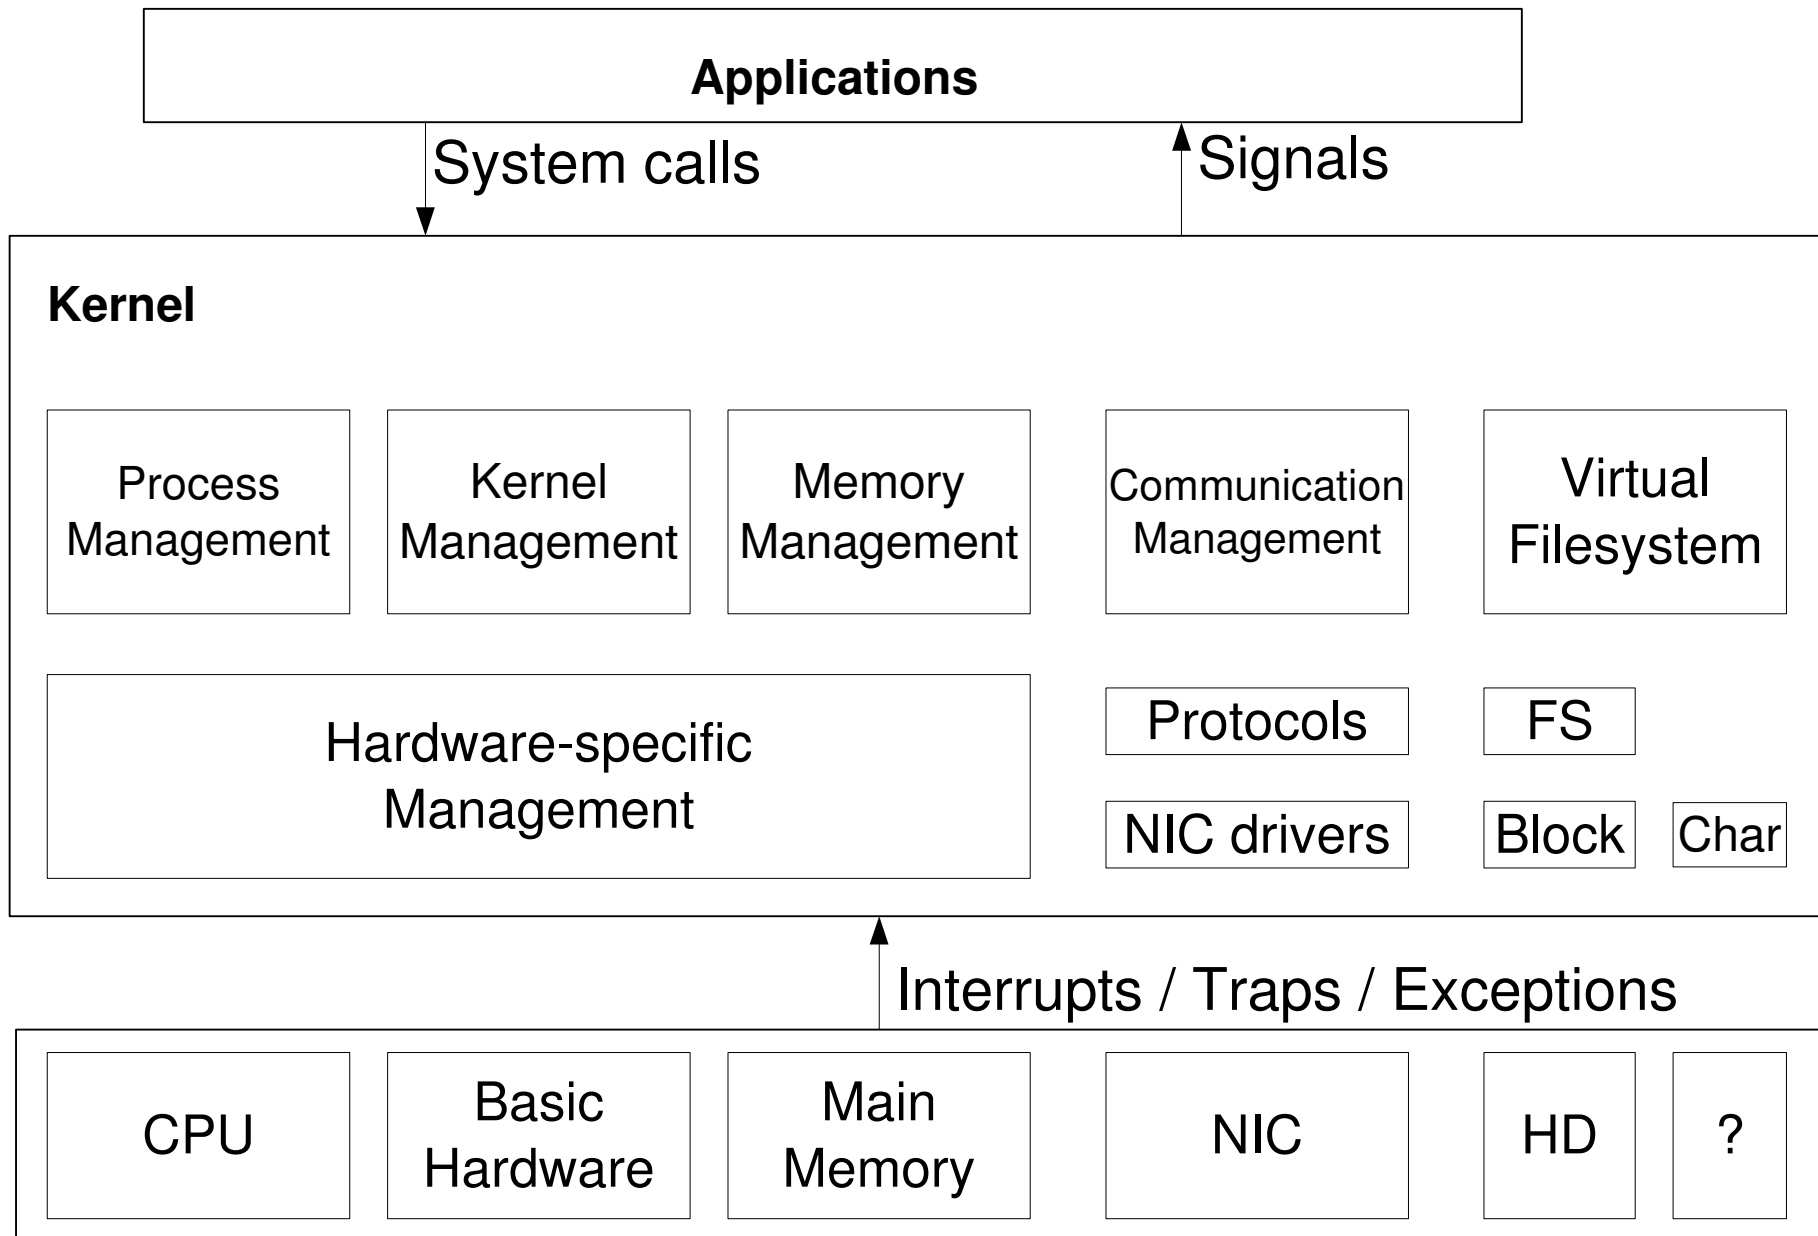 Applications
System calls
Signals
Kernel
Process
Management
Kernel
Management
Memory
Management
Communication
Management
Virtual
Filesystem
Hardware-specific
Management
Protocols
FS
NIC drivers
Block
Char
Interrupts / Traps / Exceptions
CPU
Basic
Hardware
Main
Memory
NIC
HD
?